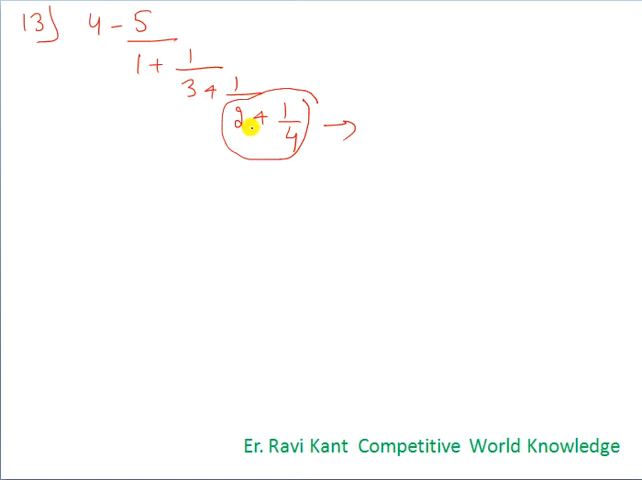 13) 4 - 5
1 + 1
3 + 1
2 + 1 →
4
Er. Ravi Kant Competitive World Knowledge